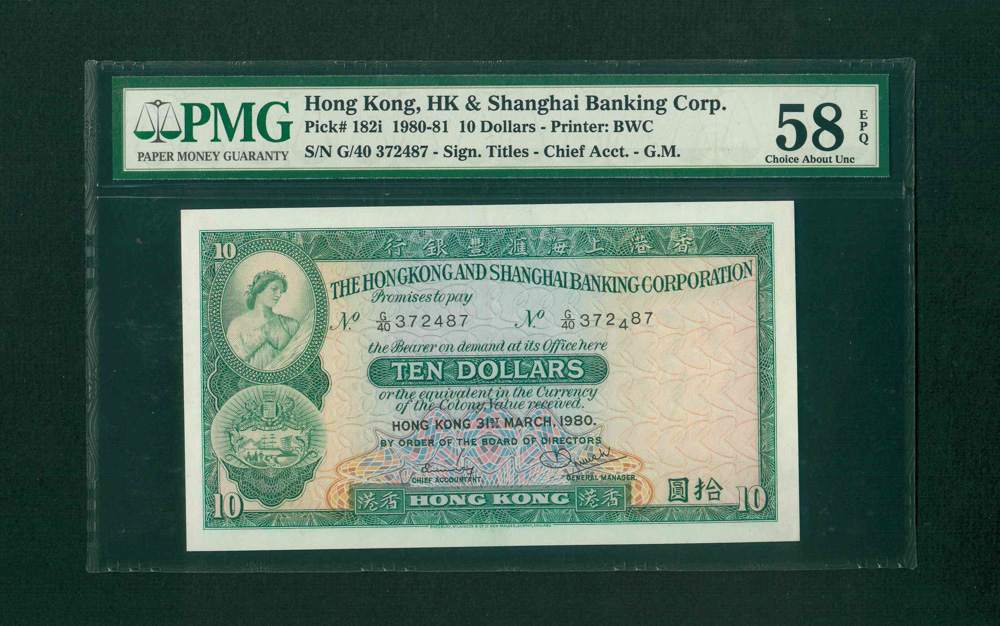 PMG
PAPER MONEY GUARANTY
Hong Kong, HK & Shanghai Banking Corp.
Pick# 182i 1980-81 10 Dollars - Printer: BWC
S/N G/40 372487 - Sign. Titles - Chief Acct. - G.M.
58
EPQ
Choice About Unc
10
行銀豐滙海上港香
THE HONGKONG AND SHANGHAI BANKING CORPORATION
Promises to pay
No G/40 372487 No G/40 372487
the Bearer on demand at its Office here
TEN DOLLARS
or the equivalent in the Currency
of the Colony Value received.
HONG KONG 31ST MARCH, 1980.
BY ORDER OF THE BOARD OF DIRECTORS
CHIEF ACCOUNTANT GENERAL MANAGER
10 港香 HONG KONG 港香 圓拾 10